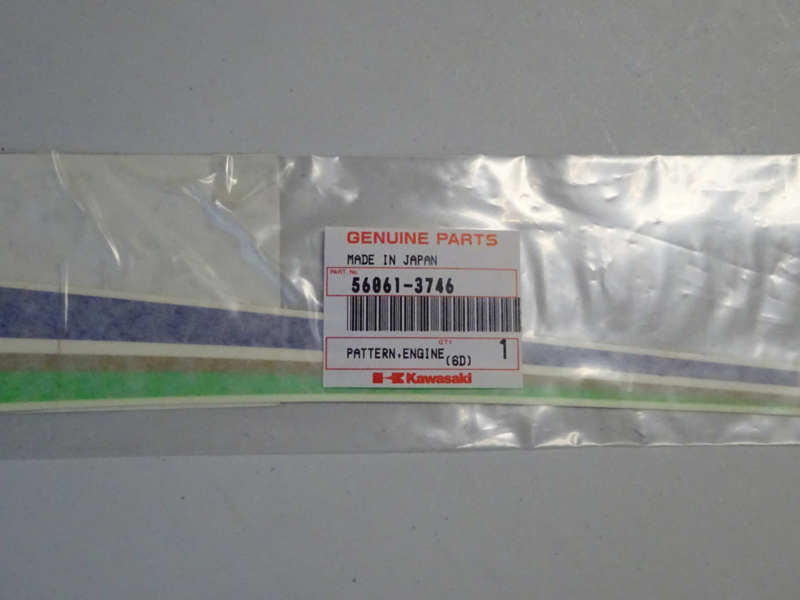 GENUINE PARTS
MADE IN JAPAN
PART. No.
56061-3746
Q'TY
PATTERN,ENGINE(6D) 1
Kawasaki